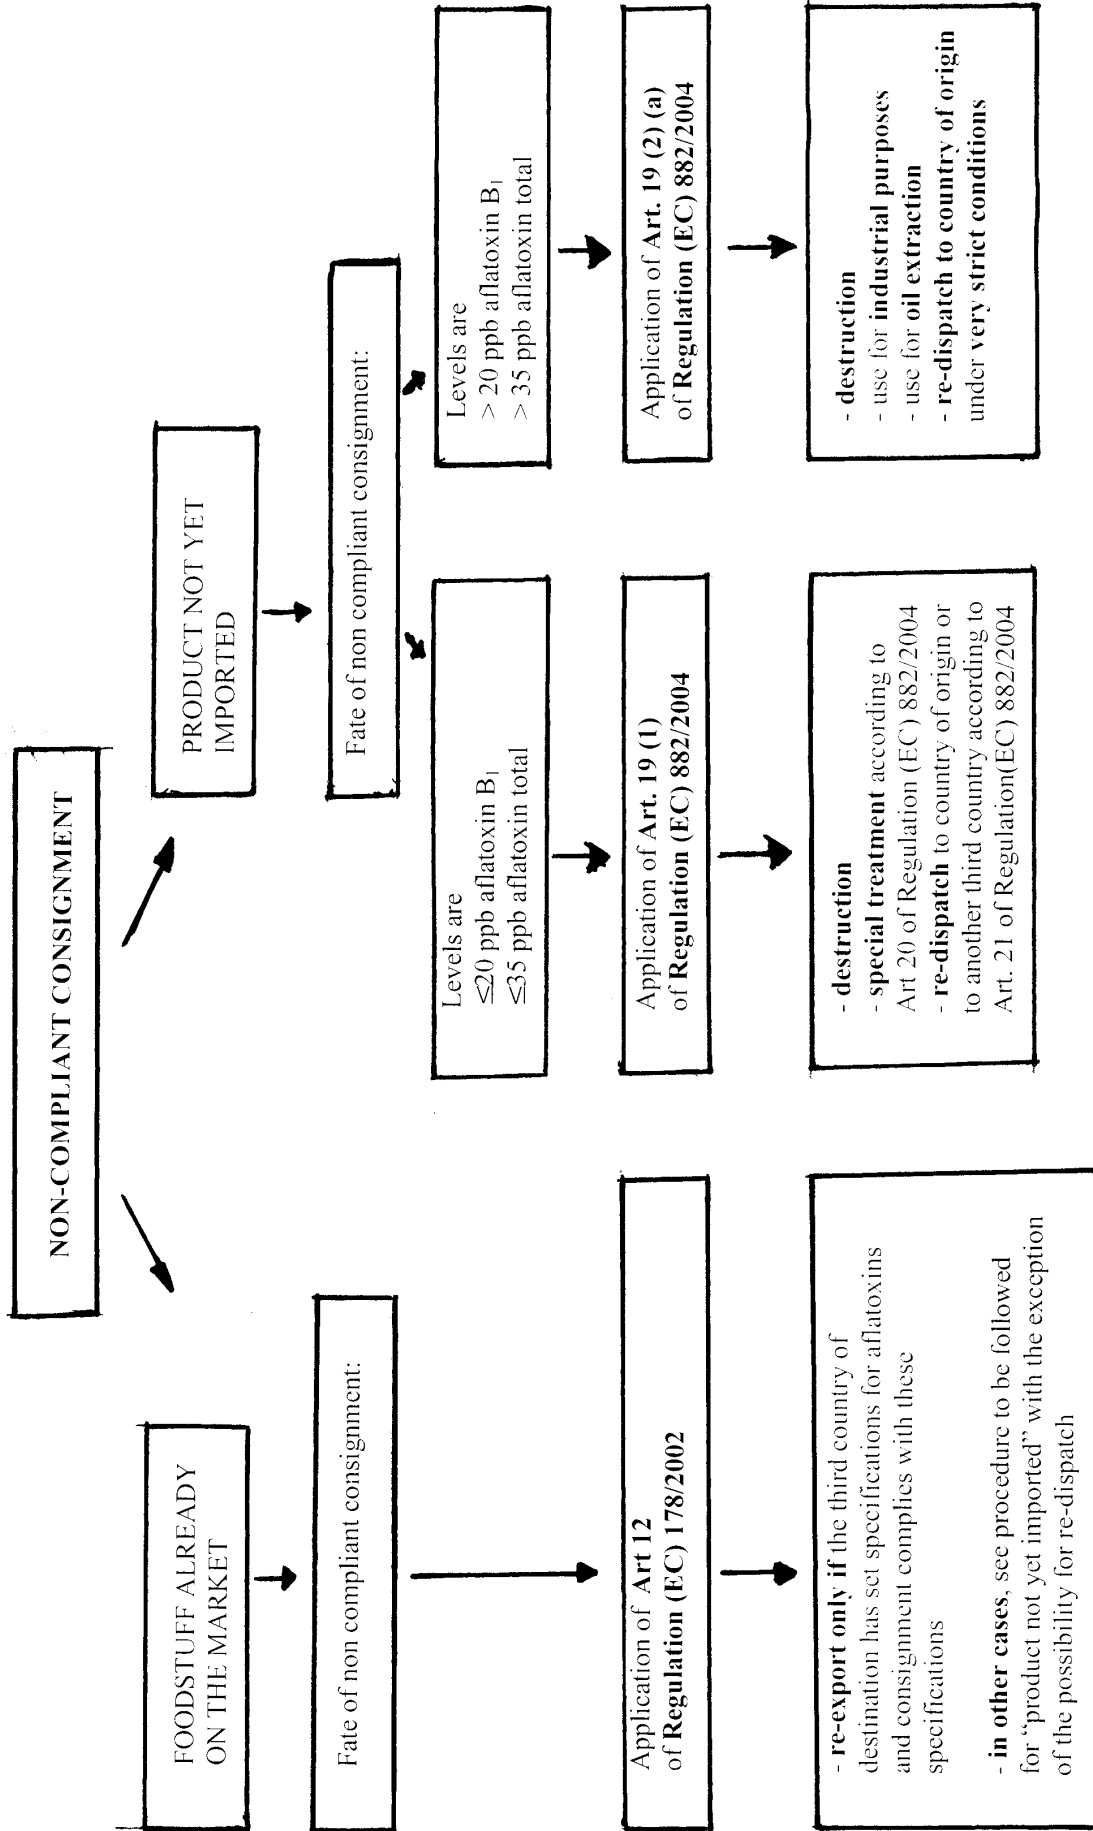 NON-COMPLIANT CONSIGNMENT
FOODSTUFF ALREADY
ON THE MARKET
Fate of non compliant consignment:
Application of Art 12
of Regulation (EC) 178/2002
- re-export only if the third country of
destination has set specifications for aflatoxins
and consignment complies with these
specifications
- in other cases, see procedure to be followed
for “product not yet imported” with the exception
of the possibility for re-dispatch
PRODUCT NOT YET
IMPORTED
Fate of non compliant consignment:
Levels are
≤20 ppb aflatoxin B1
≤35 ppb aflatoxin total
Application of Art. 19 (1)
of Regulation (EC) 882/2004
- destruction
- special treatment according to
Art 20 of Regulation (EC) 882/2004
- re-dispatch to country of origin or
to another third country according to
Art. 21 of Regulation(EC) 882/2004
Levels are
> 20 ppb aflatoxin B1
> 35 ppb aflatoxin total
Application of Art. 19 (2) (a)
of Regulation (EC) 882/2004
- destruction
- use for industrial purposes
- use for oil extraction
- re-dispatch to country of origin
under very strict conditions